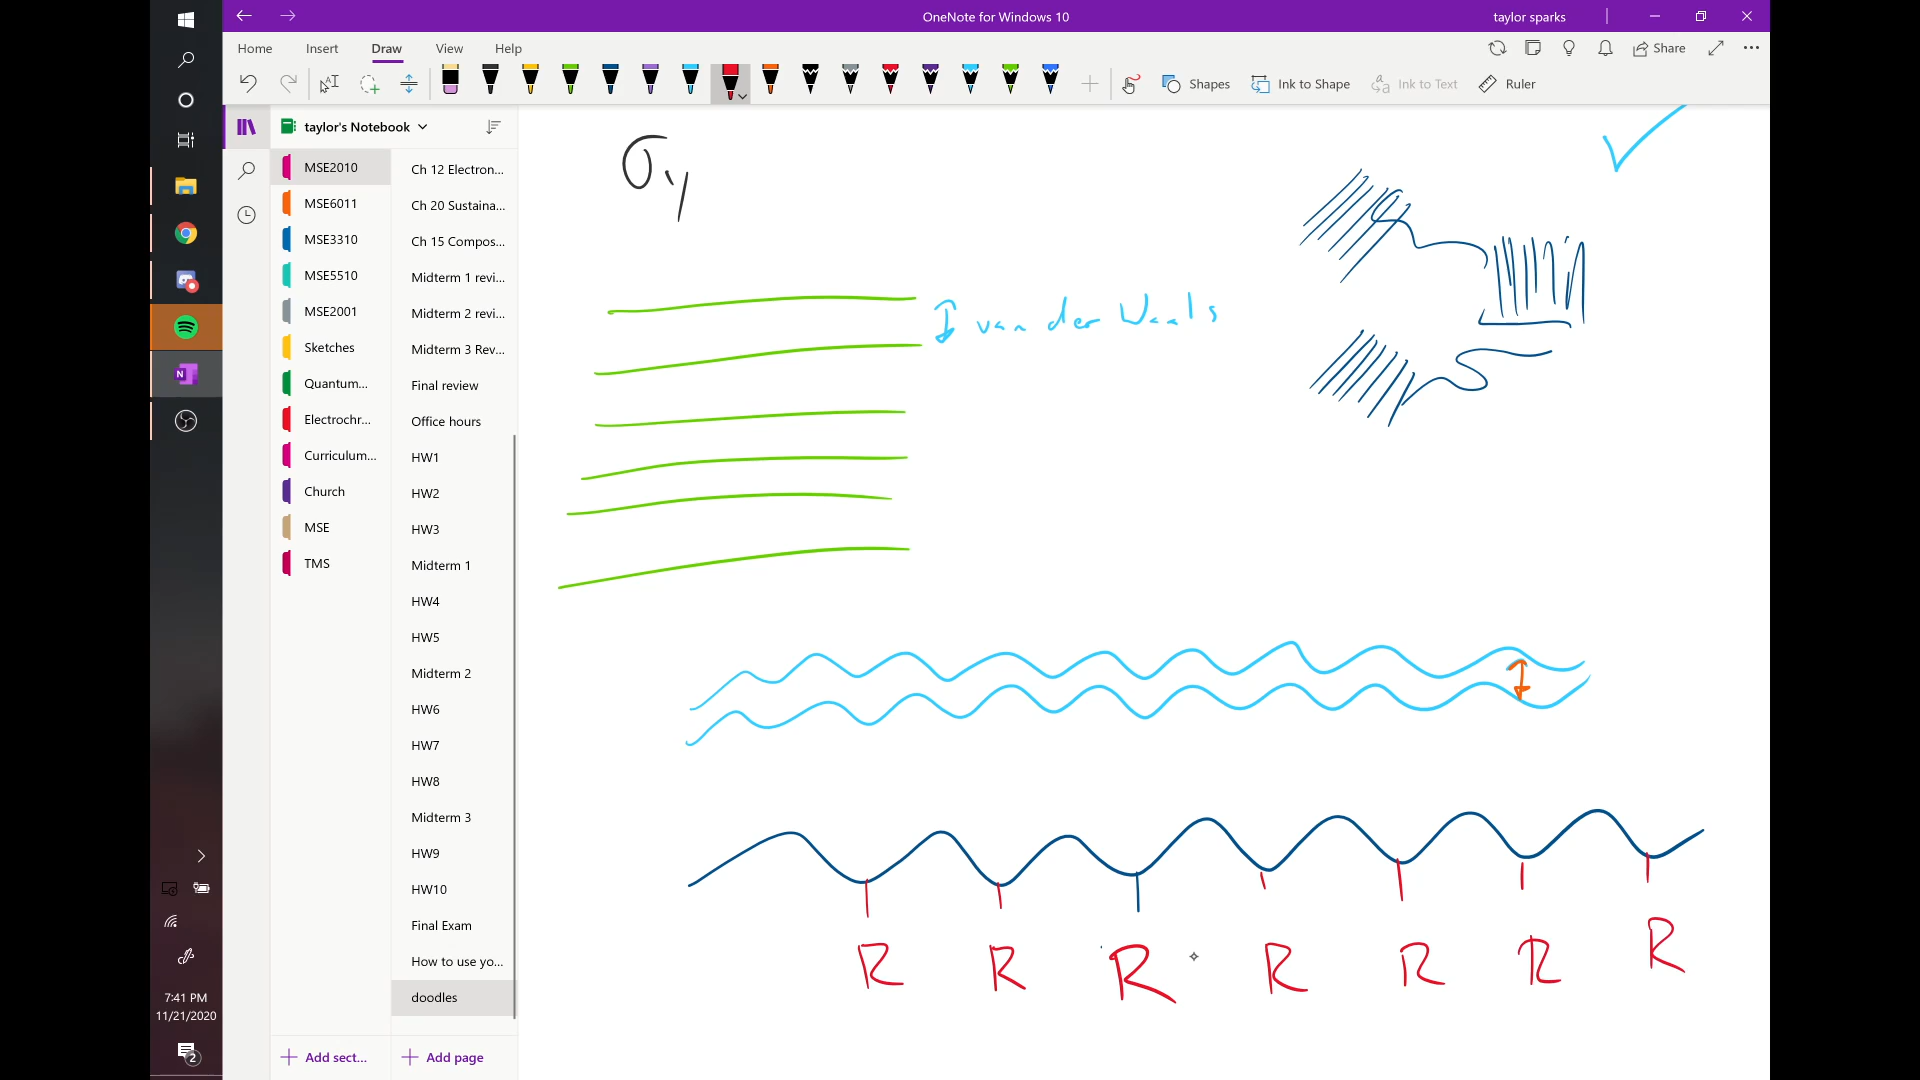 OneNote for Windows 10
taylor sparks
Home Insert Draw View Help
Share
Shapes
Ink to Shape
Ink to Text
Ruler
taylor's Notebook
MSE2010
MSE6011
MSE3310
MSE5510
MSE2001
Sketches
Quantum...
Electrochr...
Curriculum...
Church
MSE
TMS
Add sect...
Ch 12 Electron...
Ch 20 Sustaina...
Ch 15 Compos...
Midterm 1 revi...
Midterm 2 revi...
Midterm 3 Rev...
Final review
Office hours
HW1
HW2
HW3
Midterm 1
HW4
HW5
Midterm 2
HW6
HW7
HW8
Midterm 3
HW9
HW10
Final Exam
How to use yo...
doodles
Add page
σy
van der Waals
R R R R R R R
7:41 PM
11/21/2020
2